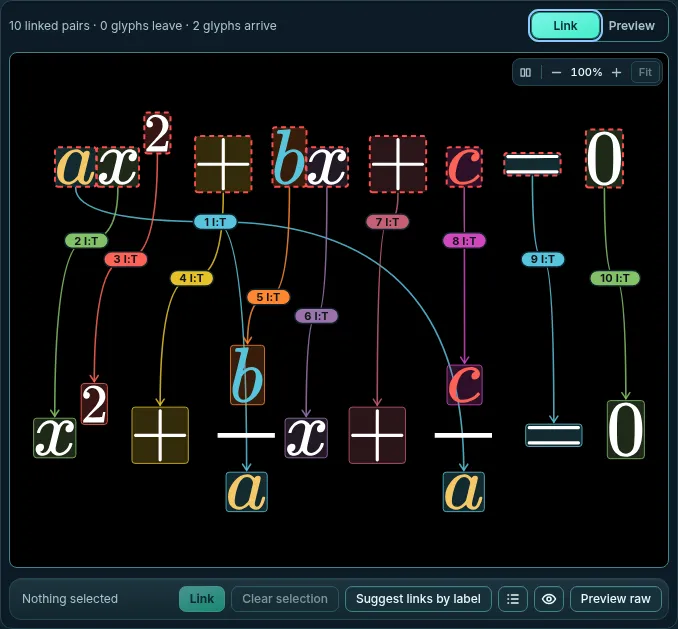 10 linked pairs · 0 glyphs leave · 2 glyphs arrive
Link Preview
− 100% + Fit
ax² + bx + c = 0
1 I:T
7 I:T
2 I:T
8 I:T
3 I:T
9 I:T
4 I:T
10 I:T
5 I:T
6 I:T
x² + b/a x + c/a = 0
Nothing selected Link Clear selection Suggest links by label Preview raw